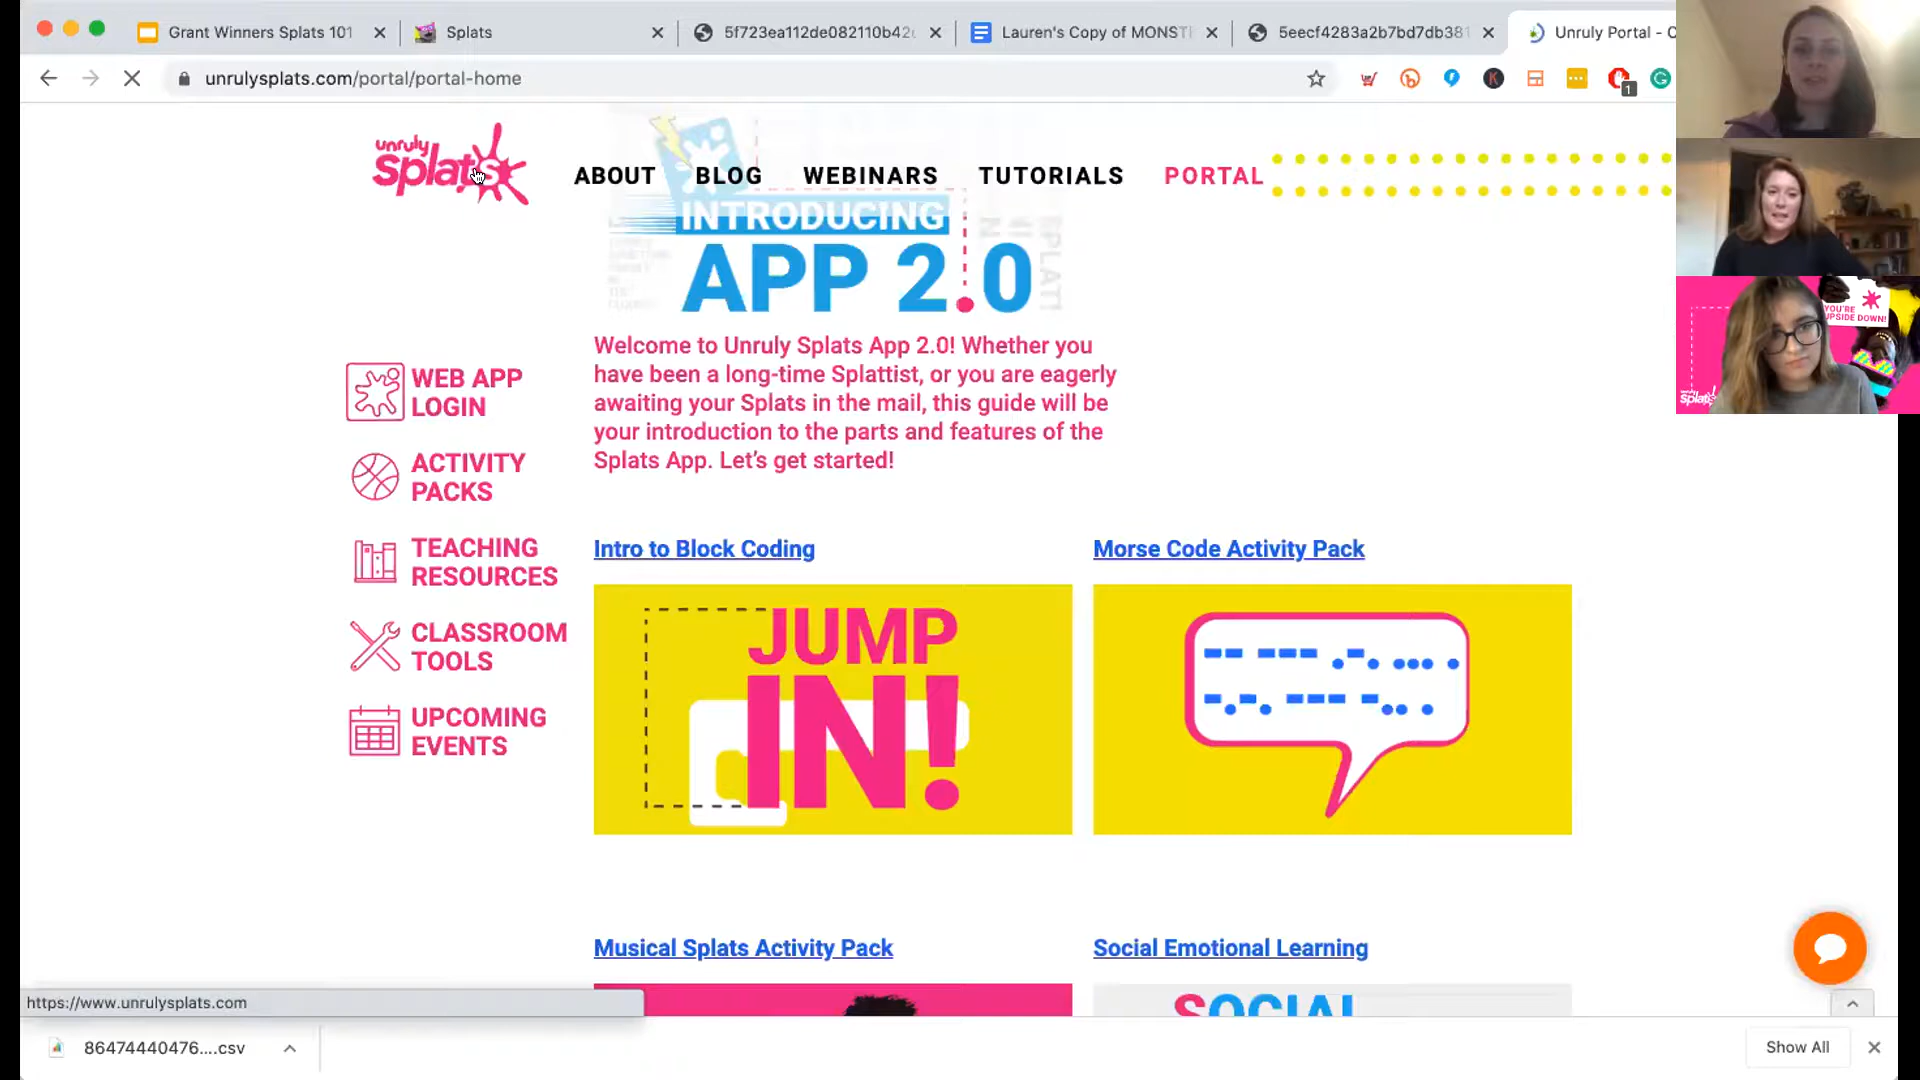 Grant Winners Splats 101
Splats
5f723ea112de082110b42
Lauren's Copy of MONST
5eecf4283a2b7bd7db381
Unruly Portal - C
unrulysplats.com/portal/portal-home
1
unruly
splats
ABOUT
BLOG
WEBINARS
TUTORIALS
PORTAL
INTRODUCING
APP 2.0
SPLAT!
Welcome to Unruly Splats App 2.0! Whether you
have been a long-time Splattist, or you are eagerly
awaiting your Splats in the mail, this guide will be
your introduction to the parts and features of the
Splats App. Let's get started!
WEB APP
LOGIN
ACTIVITY
PACKS
TEACHING
RESOURCES
CLASSROOM
TOOLS
UPCOMING
EVENTS
Intro to Block Coding
Morse Code Activity Pack
JUMP
IN!
Musical Splats Activity Pack
Social Emotional Learning
SOCIAL
YOU'RE
UPSIDE DOWN!
splats
https://www.unrulysplats.com
86474440476....csv
Show All